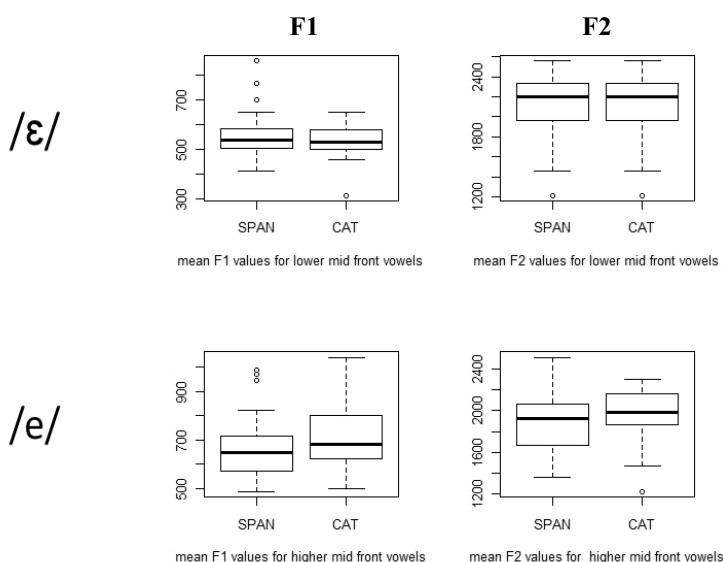 F1 F2
/ɛ/
300 500 700
SPAN CAT
mean F1 values for lower mid front vowels
1200 1800 2400
SPAN CAT
mean F2 values for lower mid front vowels
/e/
500 700 900
SPAN CAT
mean F1 values for higher mid front vowels
1200 1600 2000 2400
SPAN CAT
mean F2 values for higher mid front vowels